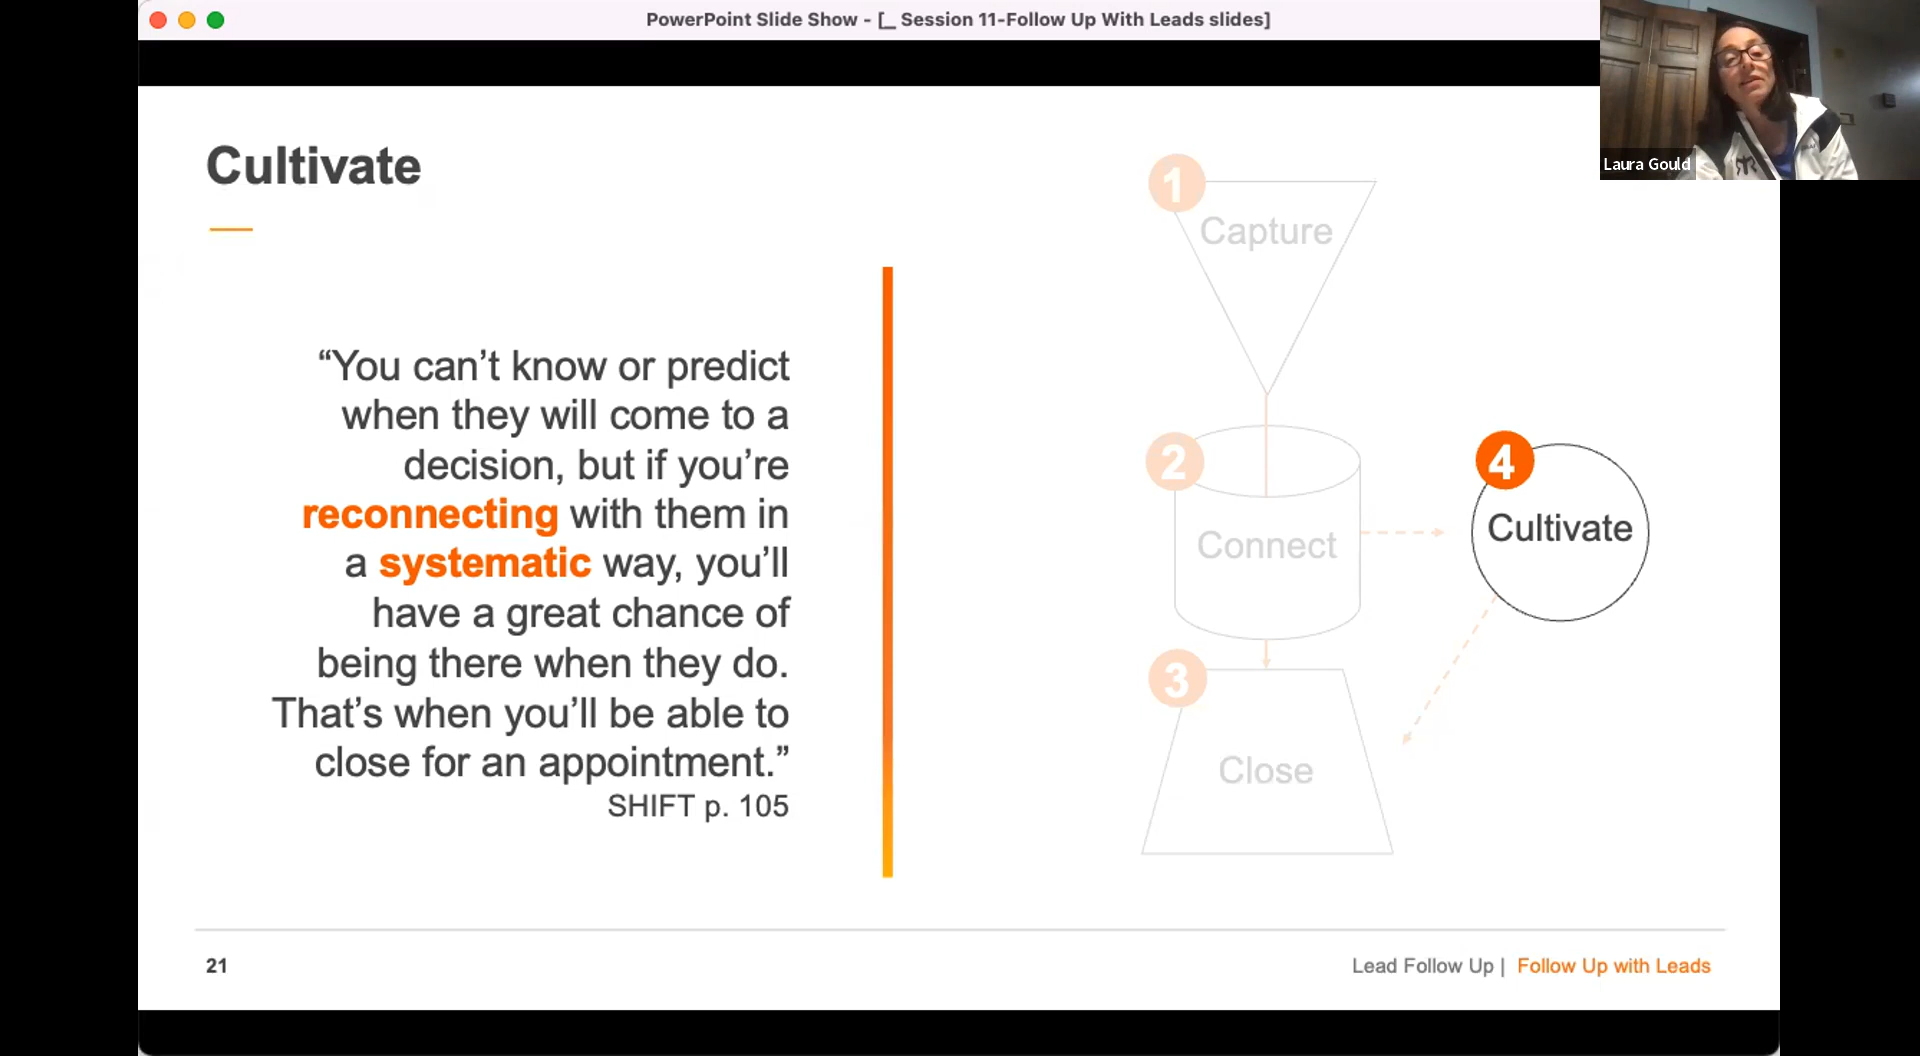 PowerPoint Slide Show - [_ Session 11-Follow Up With Leads slides]
Laura Gould
Cultivate
“You can’t know or predict
when they will come to a
decision, but if you’re
reconnecting with them in
a systematic way, you’ll
have a great chance of
being there when they do.
That’s when you’ll be able to
close for an appointment.”
SHIFT p. 105
1
Capture
2
Connect
3
Close
4
Cultivate
21
Lead Follow Up | Follow Up with Leads